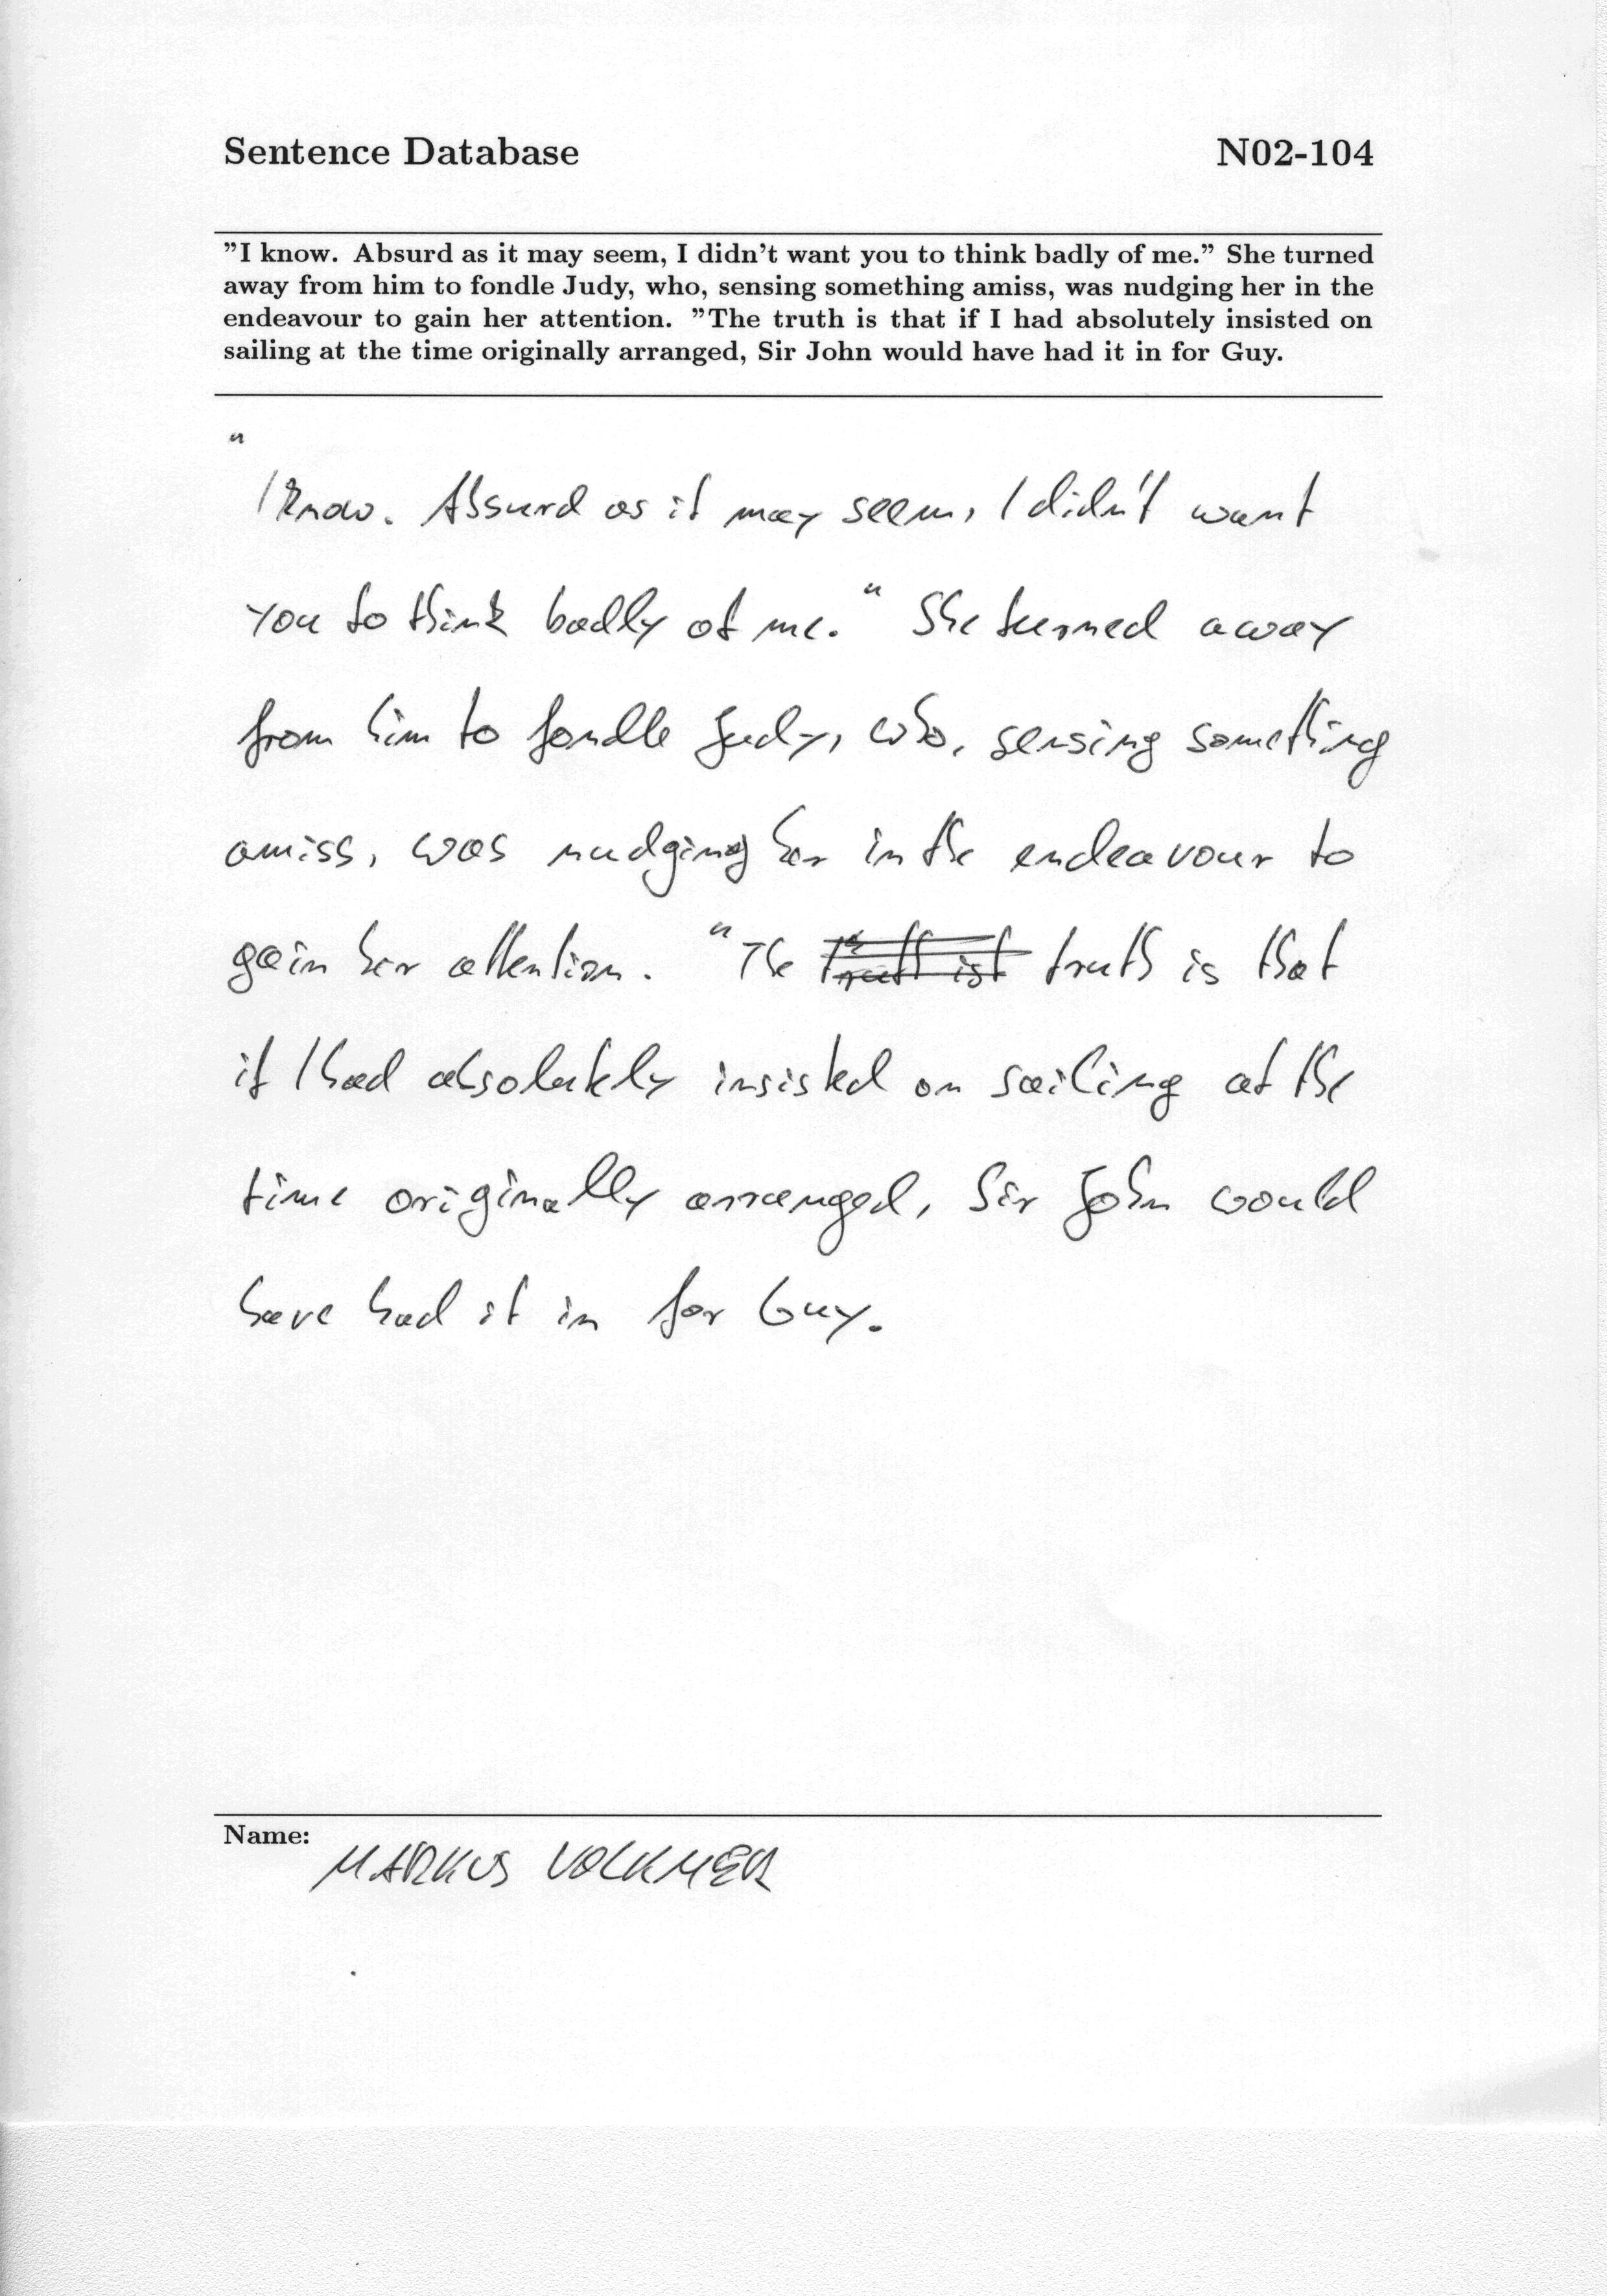 Sentence Database N02-104
"I know. Absurd as it may seem, I didn't want you to think badly of me." She turned
away from him to fondle Judy, who, sensing something amiss, was nudging her in the
endeavour to gain her attention. "The truth is that if I had absolutely insisted on
sailing at the time originally arranged, Sir John would have had it in for Guy.
"
I know. Absurd as it may seem, I didn't want
you to think badly of me." She turned away
from him to fondle Judy, who, sensing something
amiss, was nudging her in the endeavour to
gain her attention. "The truth is that
if I had absolutely insisted on sailing at the
time originally arranged, Sir John would
have had it in for Guy.
Name:
MARKUS VOLKMER